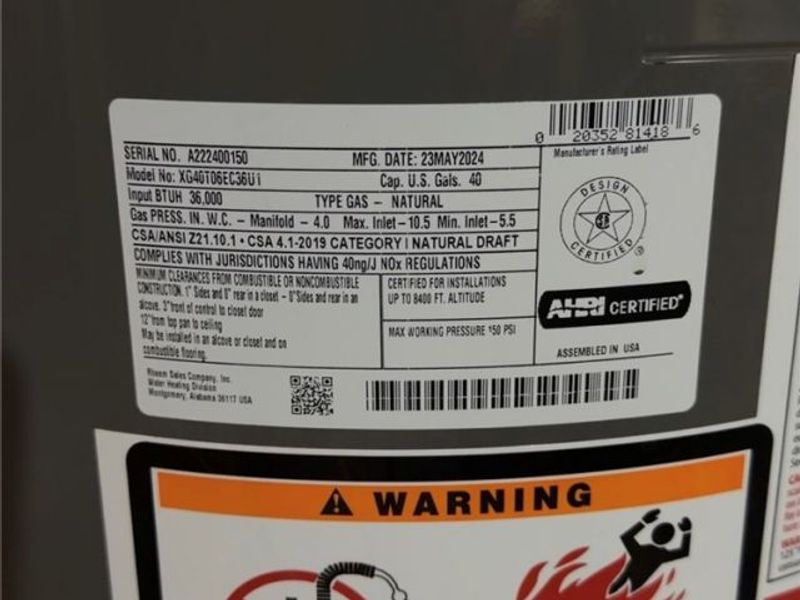 0 20352 81418 6
Manufacturer's Rating Label
SERIAL NO. A222400150
MFG. DATE: 23MAY2024
Model No: XG40T06EC36U1
Cap. U.S. Gals. 40
Input BTUH 36,000
TYPE GAS - NATURAL
Gas PRESS. IN. W.C. - Manifold - 4.0 Max. Inlet-10.5 Min. Inlet-5.5
CSA/ANSI Z21.10.1 • CSA 4.1-2019 CATEGORY I NATURAL DRAFT
COMPLIES WITH JURISDICTIONS HAVING 40ng/J NOx REGULATIONS
MINIMUM CLEARANCES FROM COMBUSTIBLE OR NONCOMBUSTIBLE
CONSTRUCTION. 1" Sides and 0" rear in a closet - 0"Sides and rear in an
alcove. 3"front of control to closet door
12"from top pan to ceiling
May be installed in an alcove or closet and on
combustible flooring.
CERTIFIED FOR INSTALLATIONS
UP TO 8400 FT. ALTITUDE
MAX WORKING PRESSURE 150 PSI
DESIGN
CERTIFIED
AHRI CERTIFIED®
ASSEMBLED IN USA
Rheem Sales Company, Inc.
Water Heating Division
Montgomery, Alabama 36117 USA
WARNING